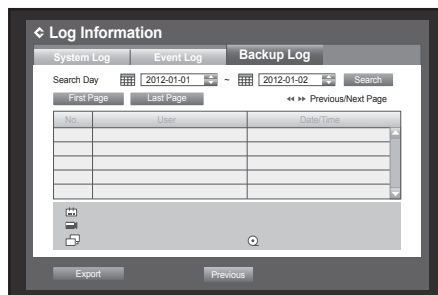 Log Information
System Log Event Log Backup Log
Search Day 2012-01-01 ~ 2012-01-02 Search
First Page Last Page Previous/Next Page
No. User Date/Time
Export Previous